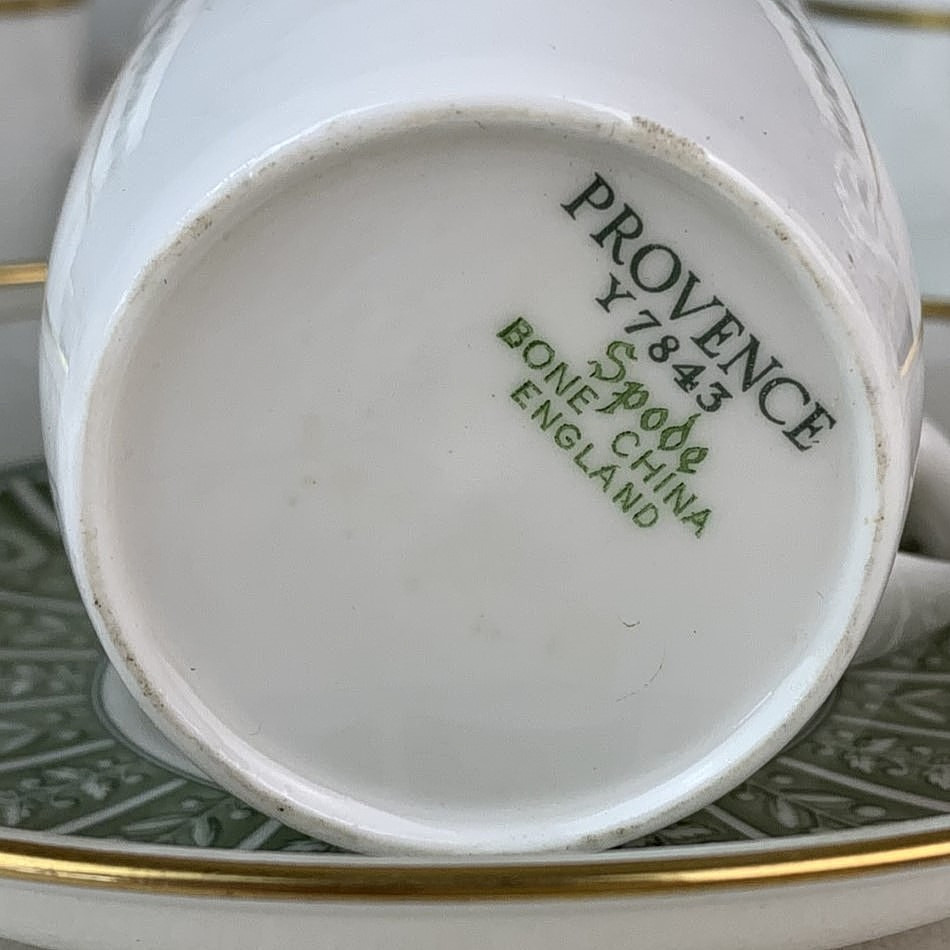 PROVENCE
Y7843
Spode
BONE CHINA
ENGLAND